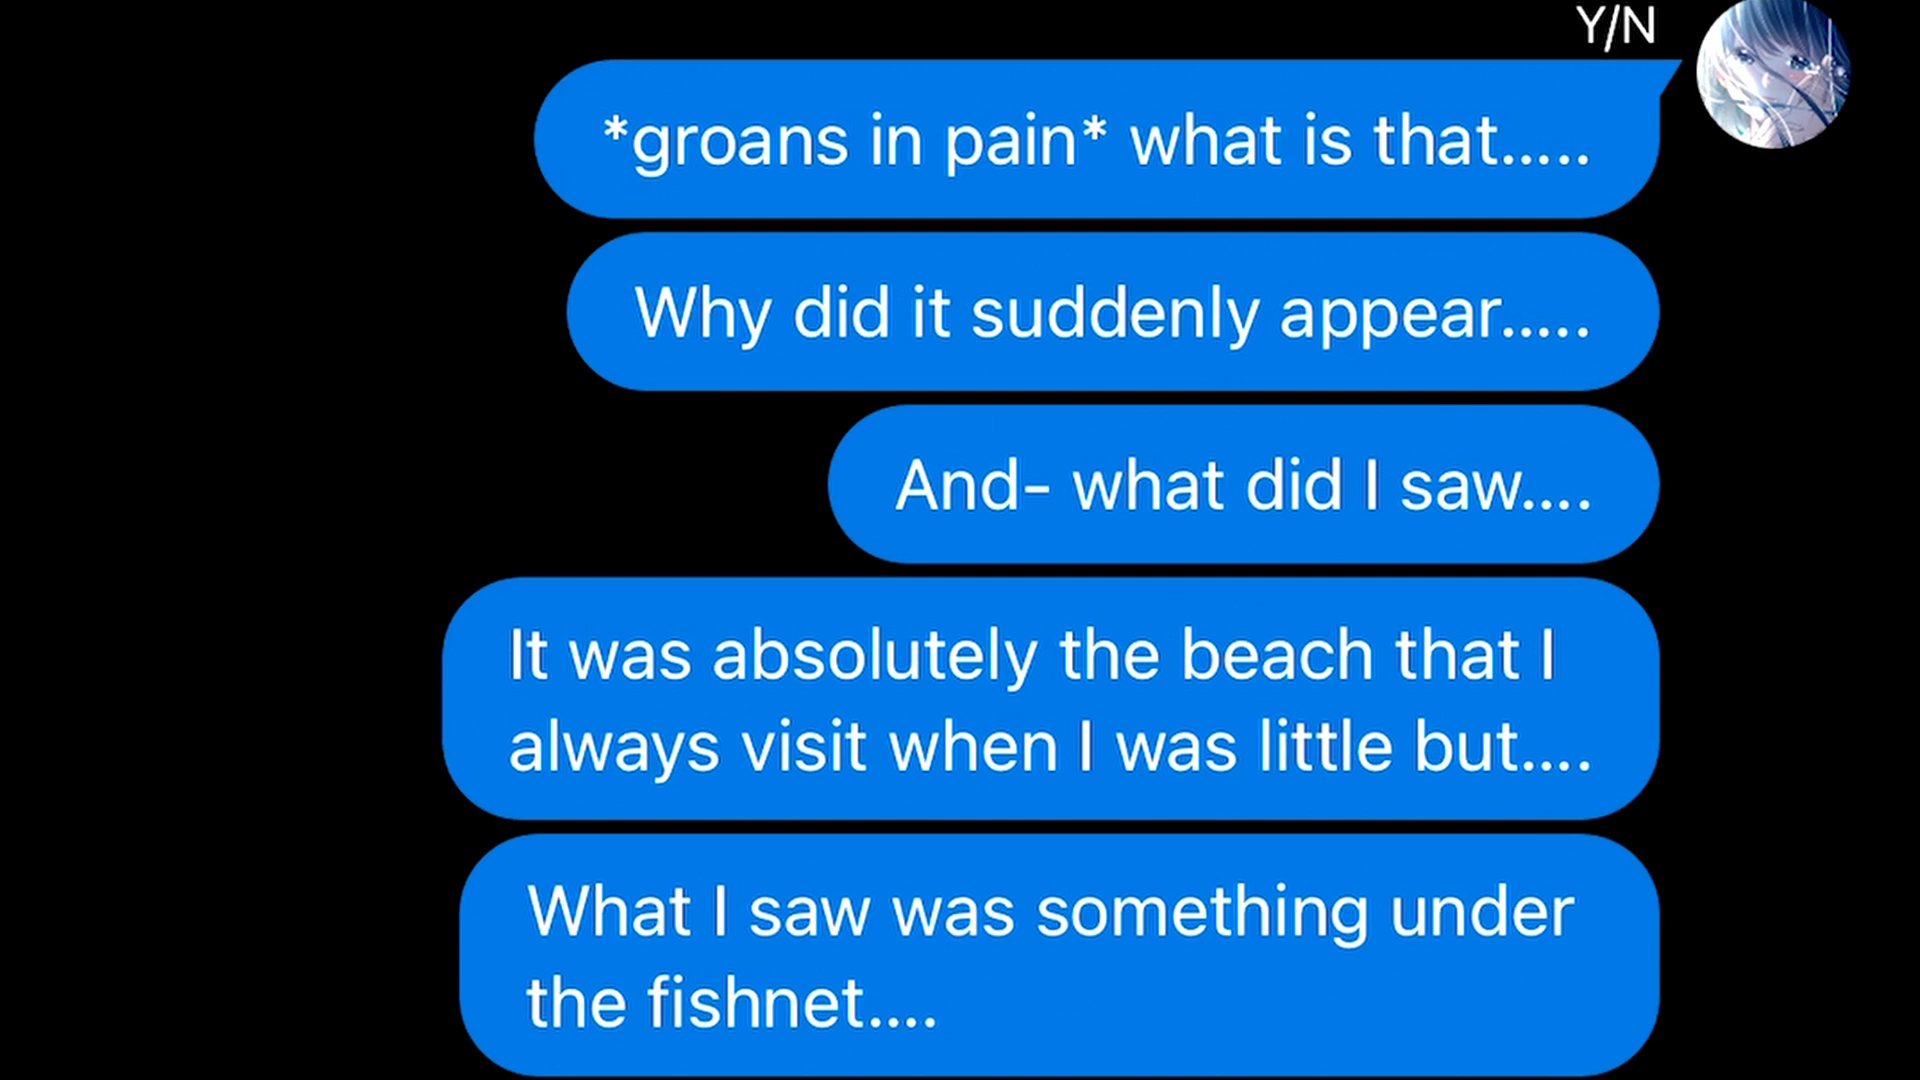 Y/N
*groans in pain* what is that.....
Why did it suddenly appear.....
And- what did I saw....
It was absolutely the beach that I
always visit when I was little but....
What I saw was something under
the fishnet....